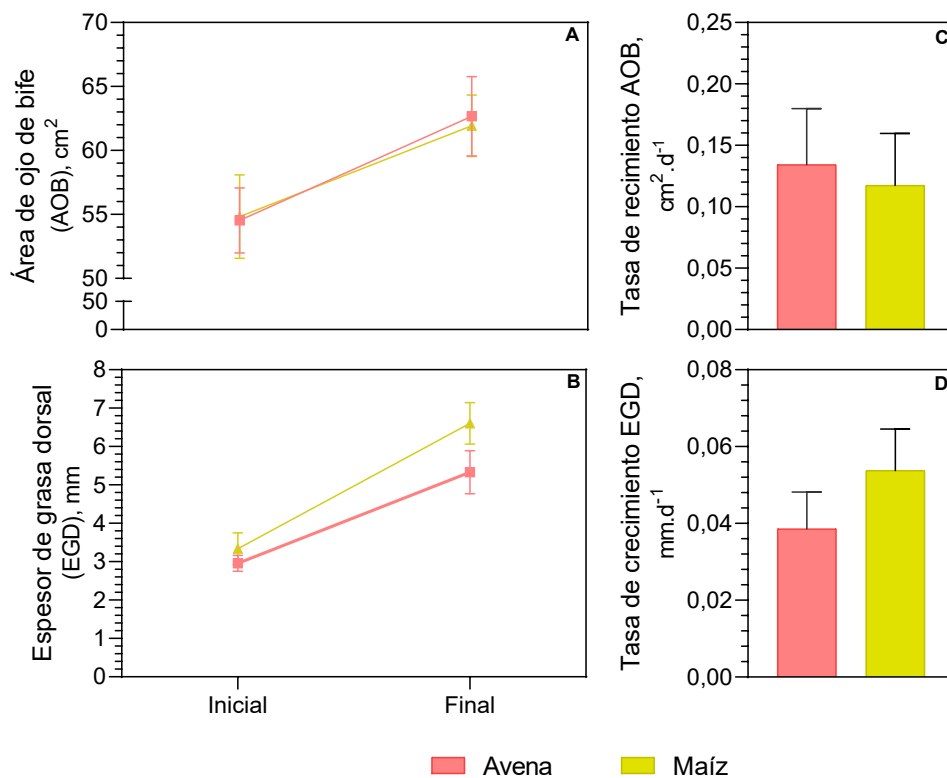 Área de ojo de bife
(AOB), cm²
70
65
60
55
50
50
0
A
Tasa de recimiento AOB,
cm².d⁻¹
0,25
0,20
0,15
0,10
0,05
0,00
C
Espesor de grasa dorsal
(EGD), mm
8
7
6
5
4
3
2
1
0
B
Inicial
Final
Tasa de crecimiento EGD,
mm.d⁻¹
0,08
0,06
0,04
0,02
0,00
D
Avena
Maíz